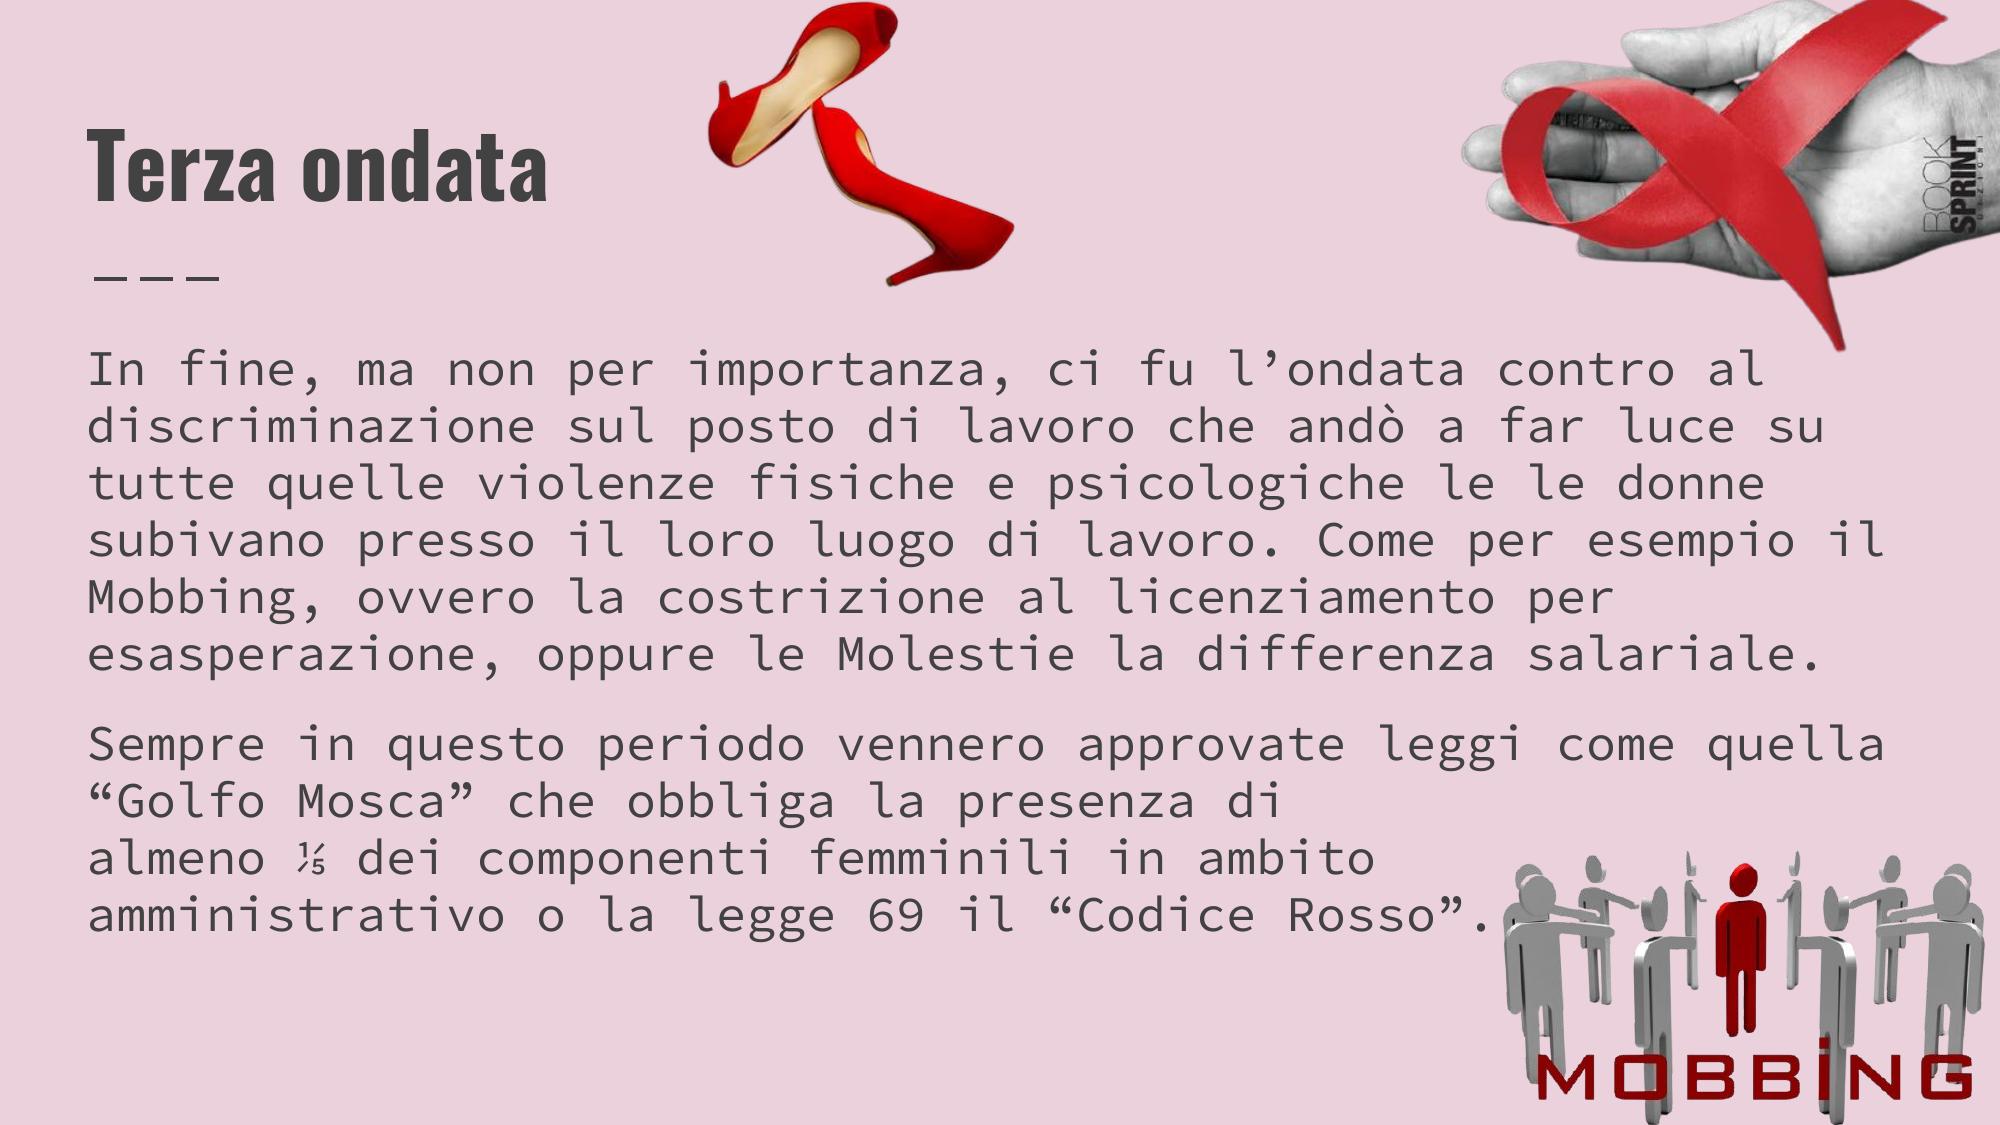 Terza ondata
BOOK
SPRINT
In fine, ma non per importanza, ci fu l’ondata contro al
discriminazione sul posto di lavoro che andò a far luce su
tutte quelle violenze fisiche e psicologiche le le donne
subivano presso il loro luogo di lavoro. Come per esempio il
Mobbing, ovvero la costrizione al licenziamento per
esasperazione, oppure le Molestie la differenza salariale.
Sempre in questo periodo vennero approvate leggi come quella
“Golfo Mosca” che obbliga la presenza di
almeno ⅕ dei componenti femminili in ambito
amministrativo o la legge 69 il “Codice Rosso”.
MOBBiNG